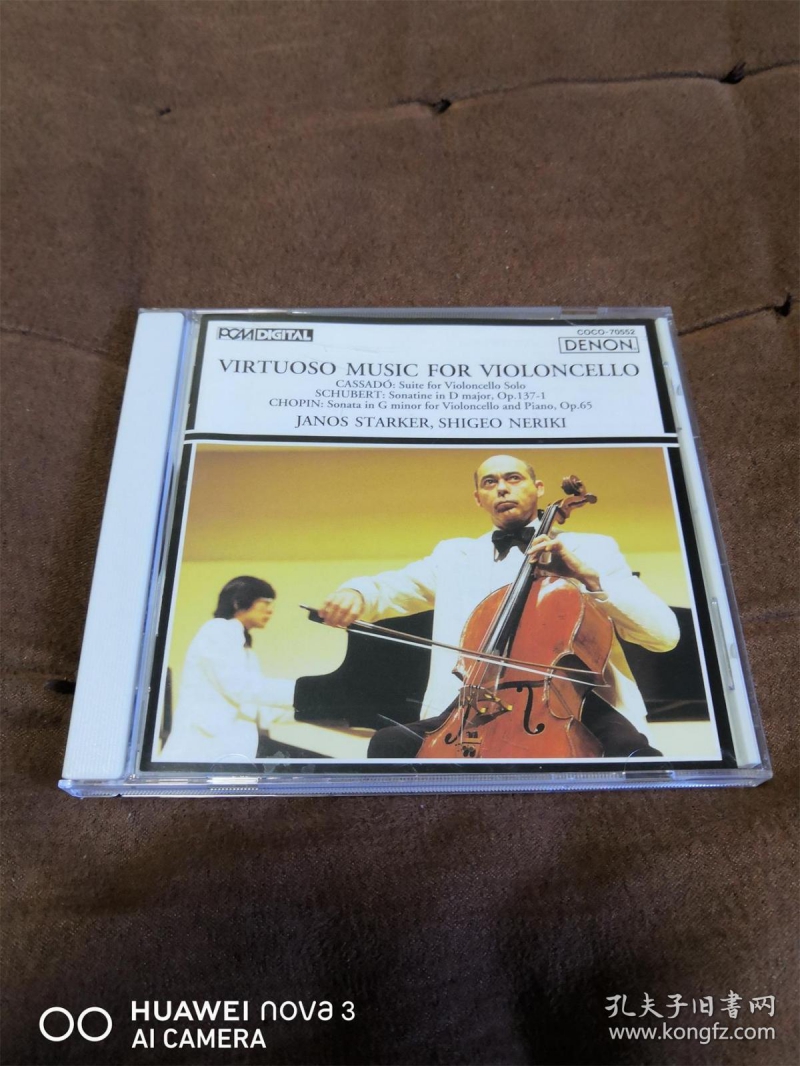 COCO-70552
PCM DIGITAL
DENON
VIRTUOSO MUSIC FOR VIOLONCELLO
CASSADÓ: Suite for Violoncello Solo
SCHUBERT: Sonatine in D major, Op.137-1
CHOPIN: Sonata in G minor for Violoncello and Piano, Op.65
JANOS STARKER, SHIGEO NERIKI
HUAWEI nova 3
AI CAMERA
孔夫子旧书网
www.kongfz.com